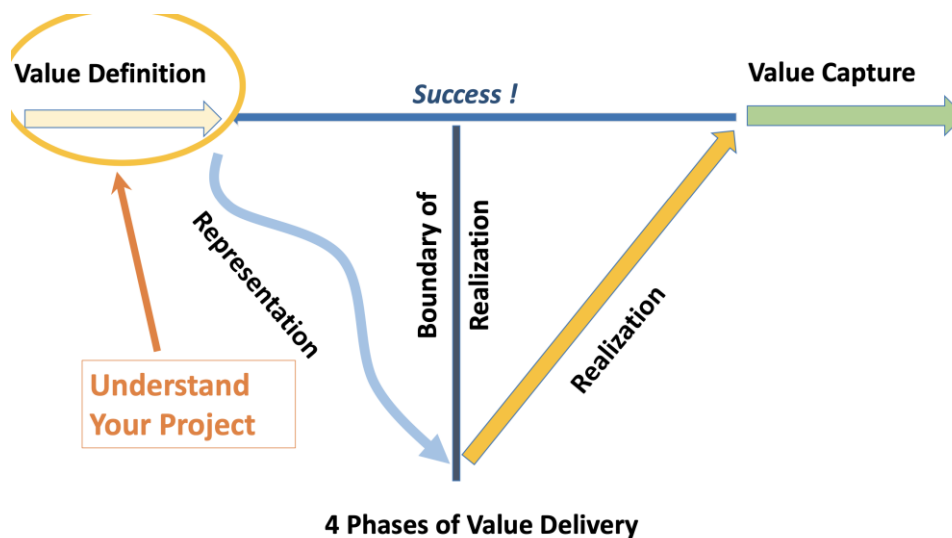 Value Definition
Success !
Value Capture
Representation
Boundary of
Realization
Realization
Understand
Your Project
4 Phases of Value Delivery